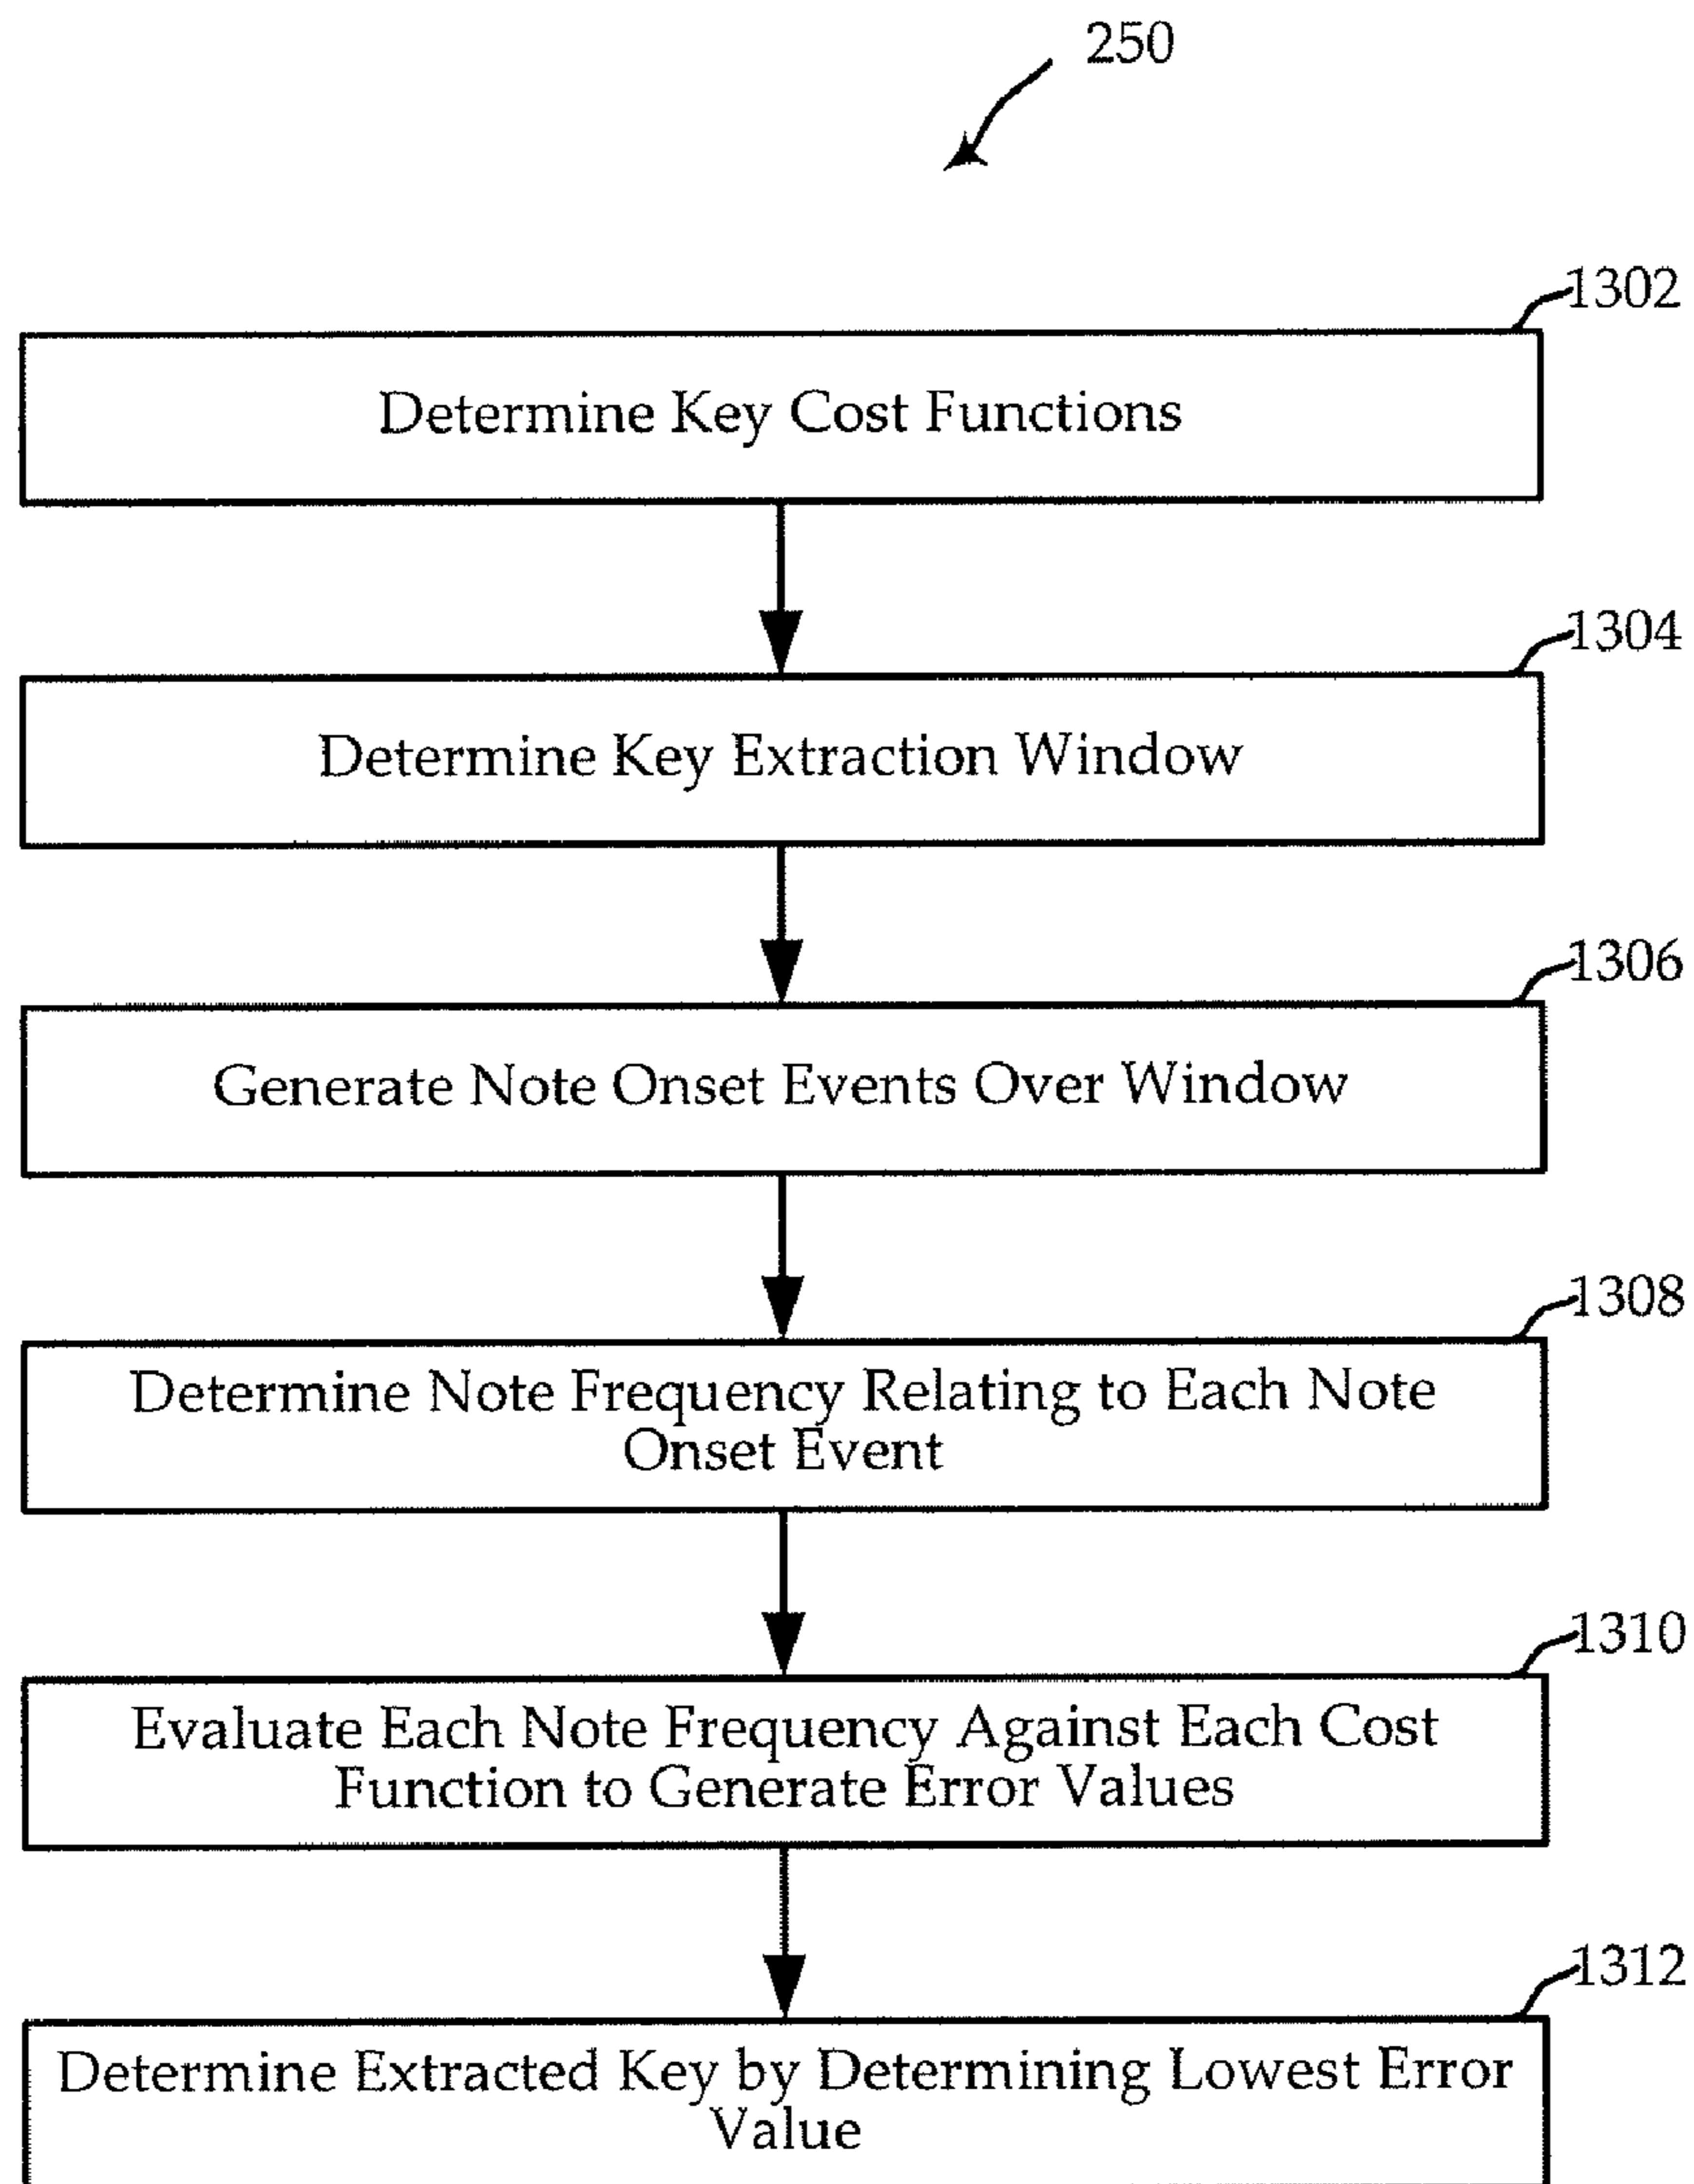 250
1302
Determine Key Cost Functions
1304
Determine Key Extraction Window
1306
Generate Note Onset Events Over Window
1308
Determine Note Frequency Relating to Each Note
Onset Event
1310
Evaluate Each Note Frequency Against Each Cost
Function to Generate Error Values
1312
Determine Extracted Key by Determining Lowest Error
Value